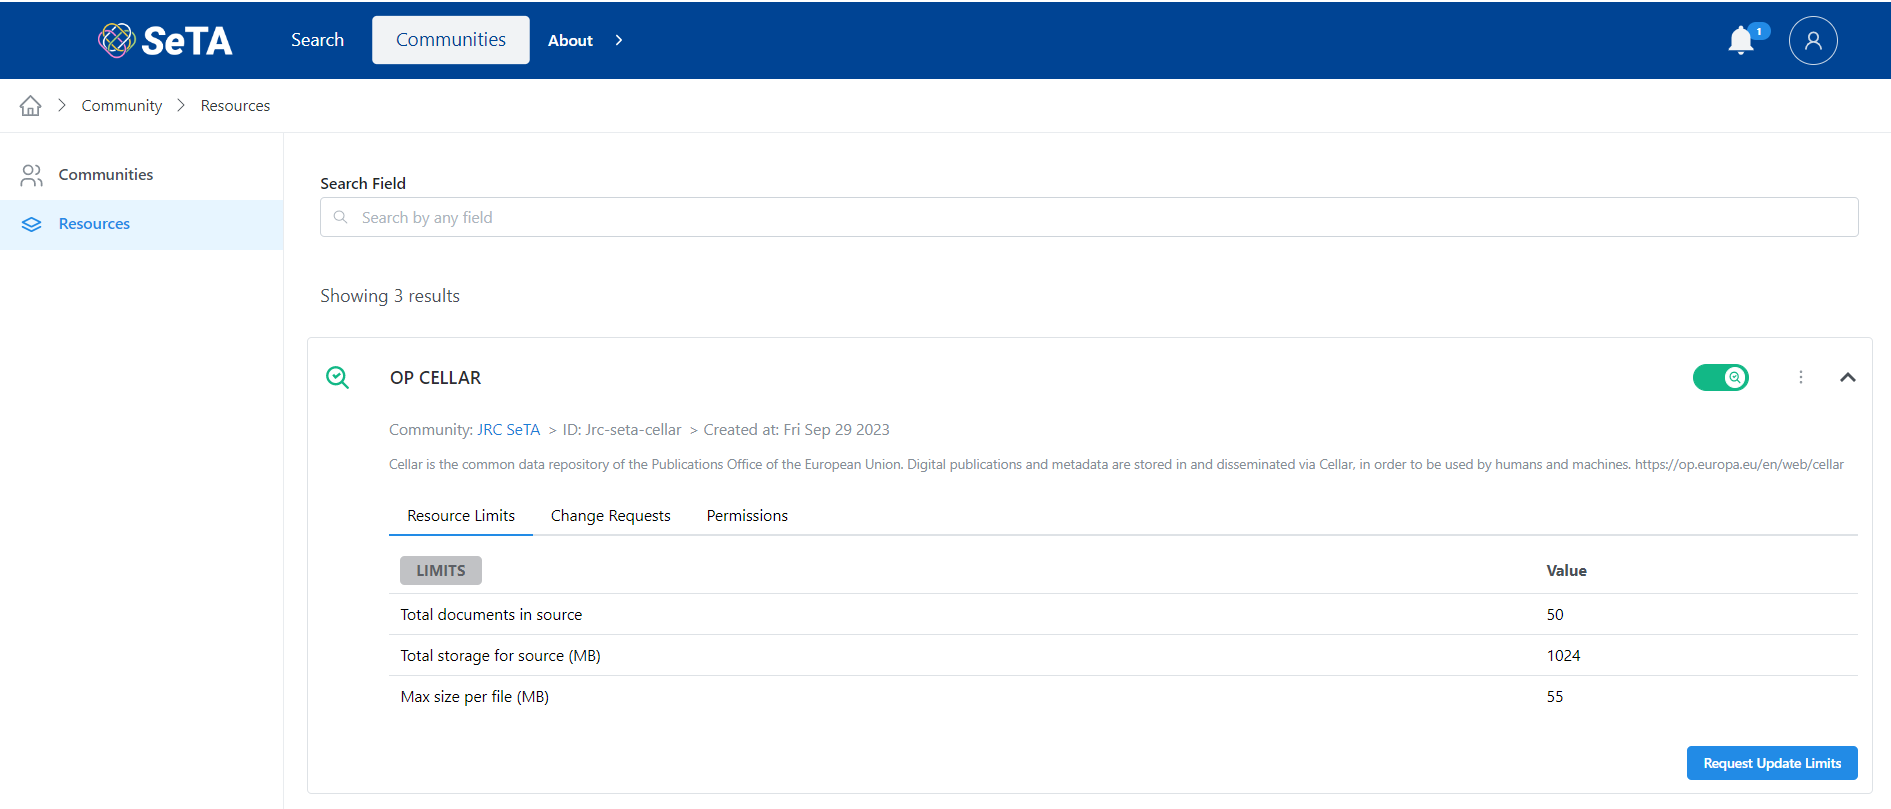 SeTA
Search
Communities
About
1
Community
Resources
Communities
Resources
Search Field
Search by any field
Showing 3 results
OP CELLAR
Community: JRC SeTA > ID: Jrc-seta-cellar > Created at: Fri Sep 29 2023
Cellar is the common data repository of the Publications Office of the European Union. Digital publications and metadata are stored in and disseminated via Cellar, in order to be used by humans and machines. https://op.europa.eu/en/web/cellar
Resource Limits Change Requests Permissions
LIMITS Value
Total documents in source 50
Total storage for source (MB) 1024
Max size per file (MB) 55
Request Update Limits